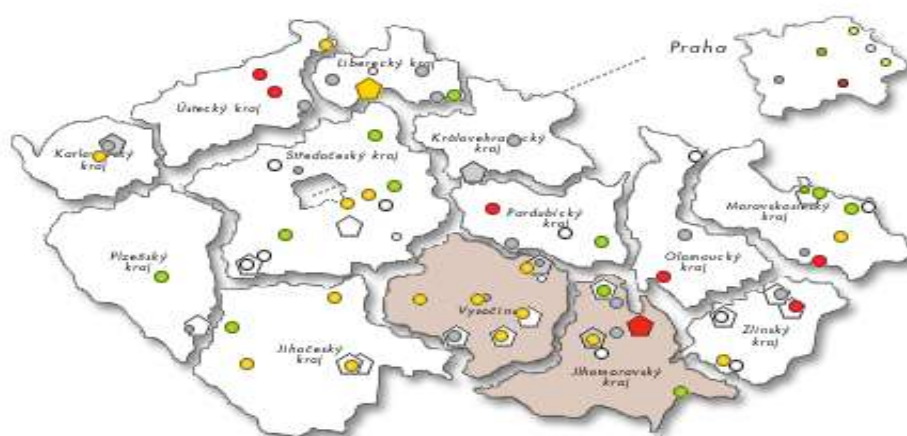 Praha
Liberecký kraj
Ústecký kraj
Královehradecký
kraj
Karlovarský
kraj
Středočeský kraj
Pardubický
kraj
Moravskoslezský
kraj
Plzeňský
kraj
Olomoucký
kraj
Vysočina
Zlínský
kraj
Jihočeský
kraj
Jihomoravský
kraj